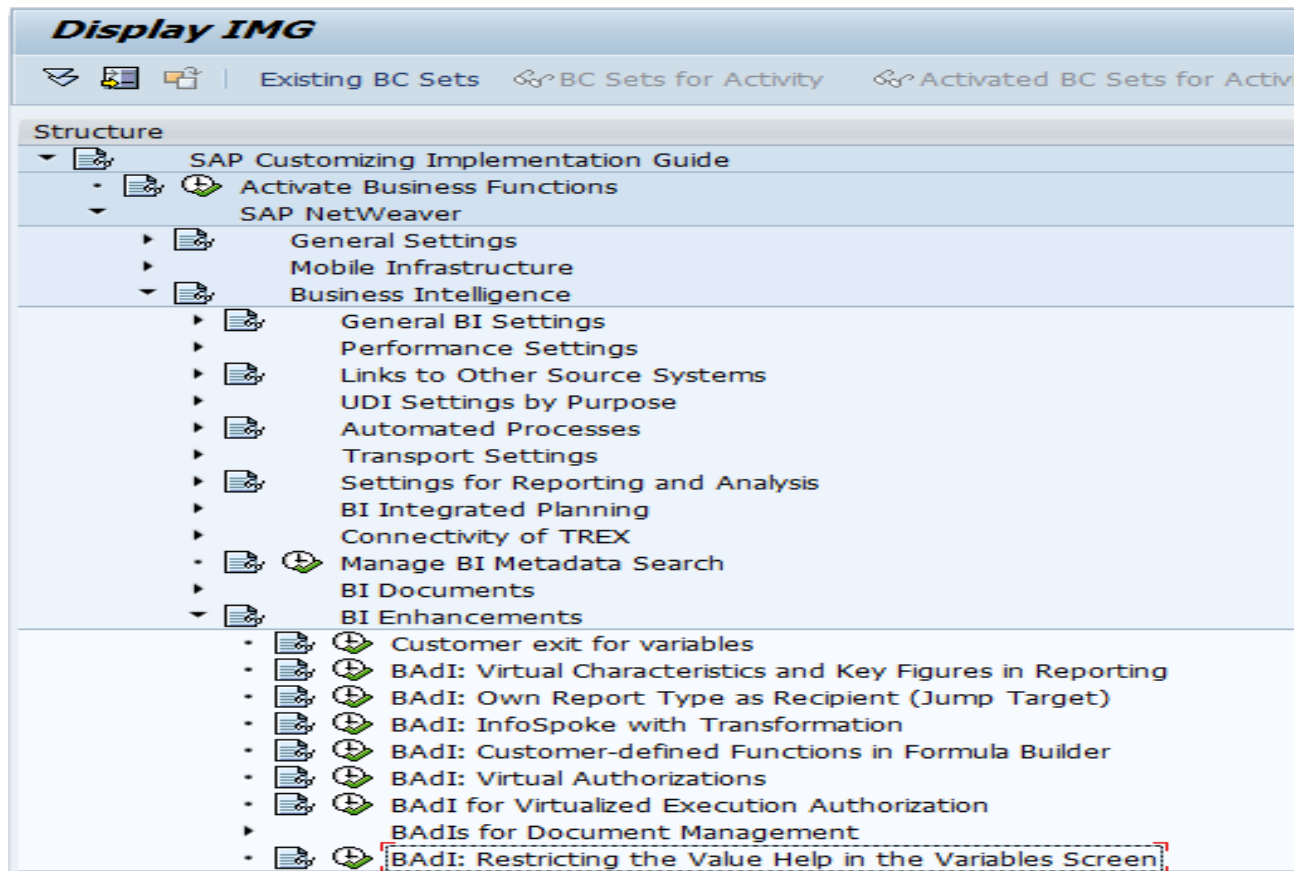 Display IMG
Existing BC Sets BC Sets for Activity Activated BC Sets for Activ
Structure
SAP Customizing Implementation Guide
Activate Business Functions
SAP NetWeaver
General Settings
Mobile Infrastructure
Business Intelligence
General BI Settings
Performance Settings
Links to Other Source Systems
UDI Settings by Purpose
Automated Processes
Transport Settings
Settings for Reporting and Analysis
BI Integrated Planning
Connectivity of TREX
Manage BI Metadata Search
BI Documents
BI Enhancements
Customer exit for variables
BAdI: Virtual Characteristics and Key Figures in Reporting
BAdI: Own Report Type as Recipient (Jump Target)
BAdI: InfoSpoke with Transformation
BAdI: Customer-defined Functions in Formula Builder
BAdI: Virtual Authorizations
BAdI for Virtualized Execution Authorization
BAdIs for Document Management
BAdI: Restricting the Value Help in the Variables Screen